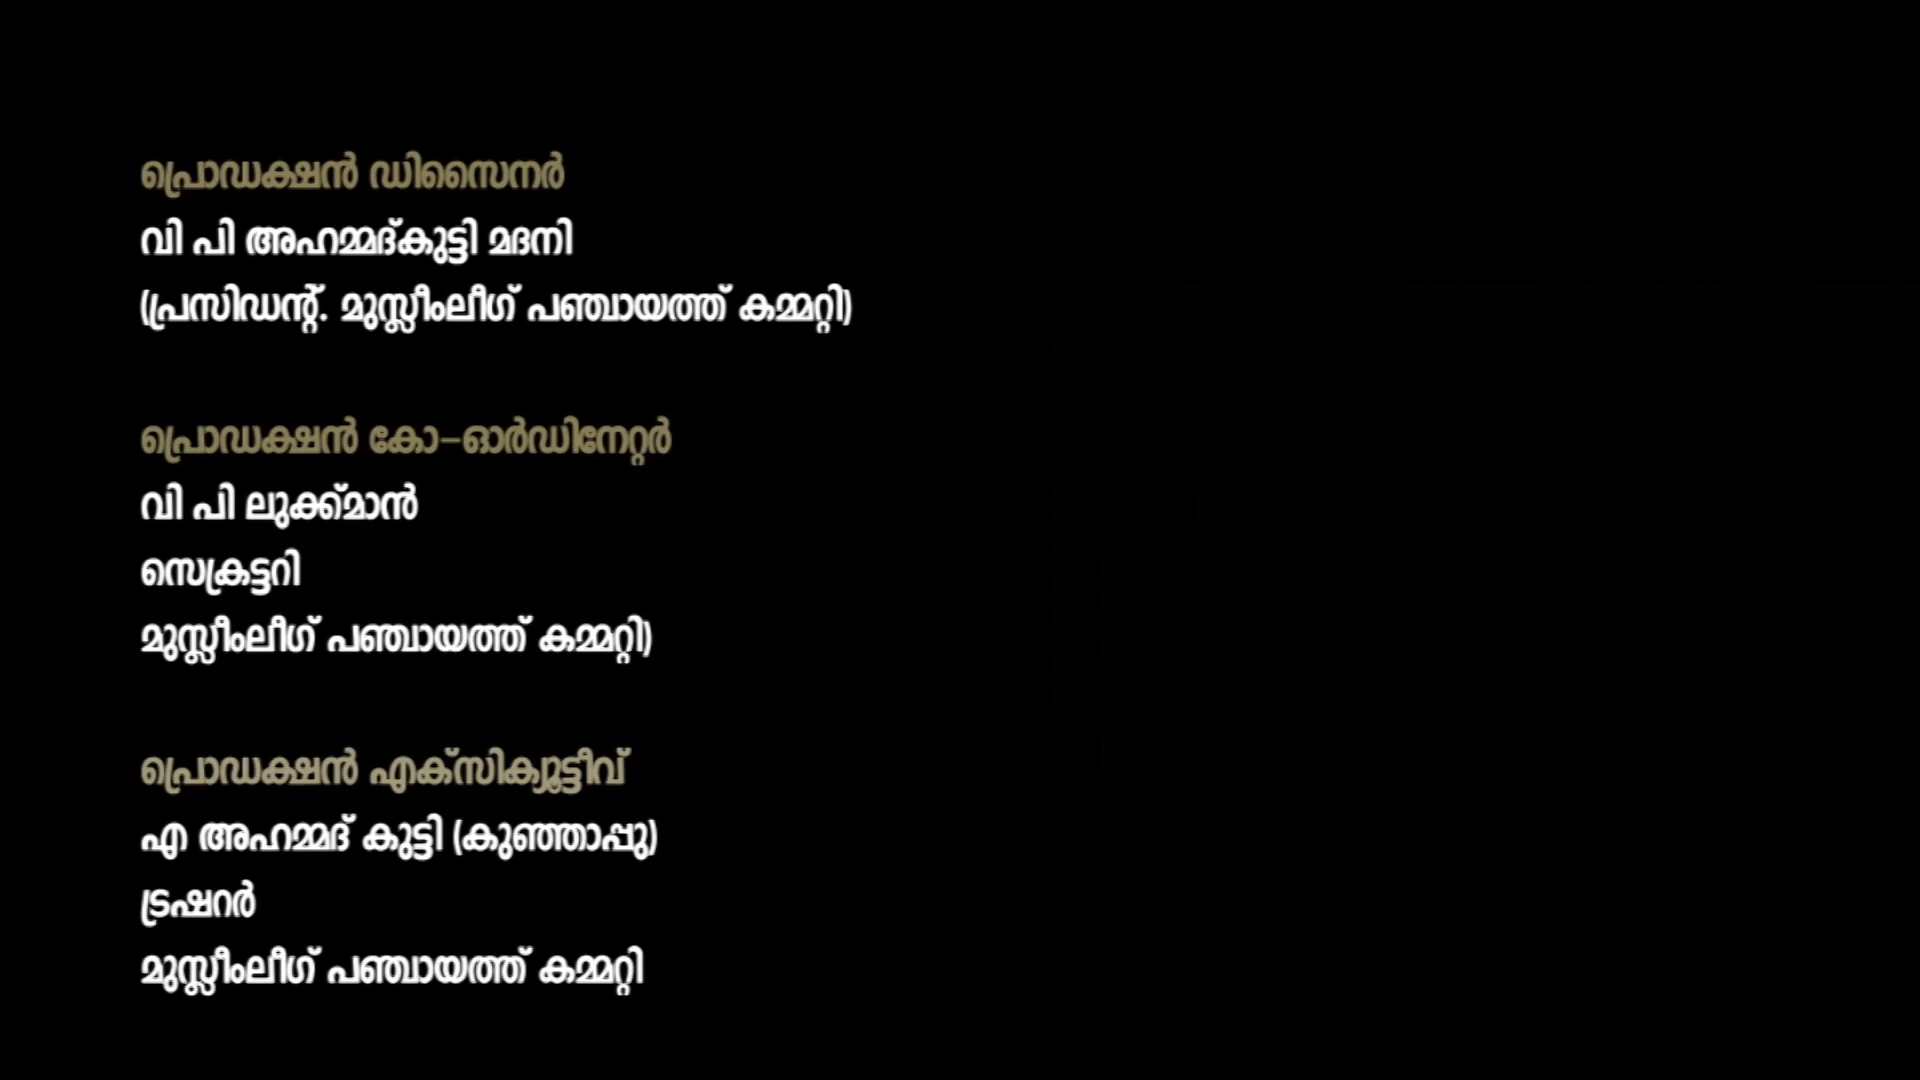 പ്രൊഡക്ഷൻ ഡിസൈനർ
വി പി അഹമ്മദ്കുട്ടി മദനി
(പ്രസിഡന്റ്. മുസ്ലീംലീഗ് പഞ്ചായത്ത് കമ്മറ്റി)
പ്രൊഡക്ഷൻ കോ-ഓർഡിനേറ്റർ
വി പി ലുക്ക്മാൻ
സെക്രട്ടറി
മുസ്ലീംലീഗ് പഞ്ചായത്ത് കമ്മറ്റി)
പ്രൊഡക്ഷൻ എക്സിക്യൂട്ടീവ്
എ അഹമ്മദ് കുട്ടി (കുഞ്ഞാപ്പു)
ട്രഷറർ
മുസ്ലീംലീഗ് പഞ്ചായത്ത് കമ്മറ്റി